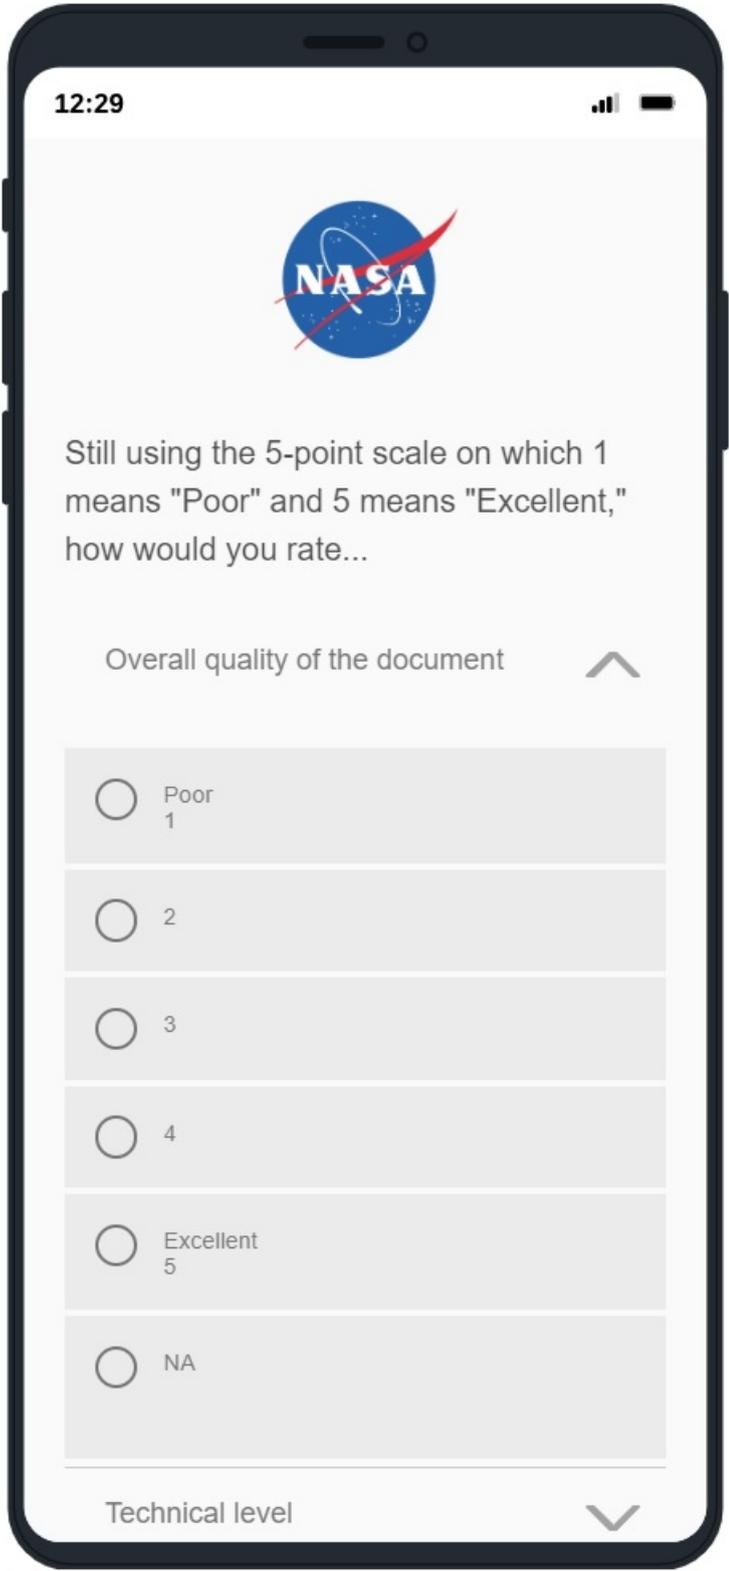 12:29
NASA
Still using the 5-point scale on which 1
means "Poor" and 5 means "Excellent,"
how would you rate...
Overall quality of the document
Poor
1
2
3
4
Excellent
5
NA
Technical level